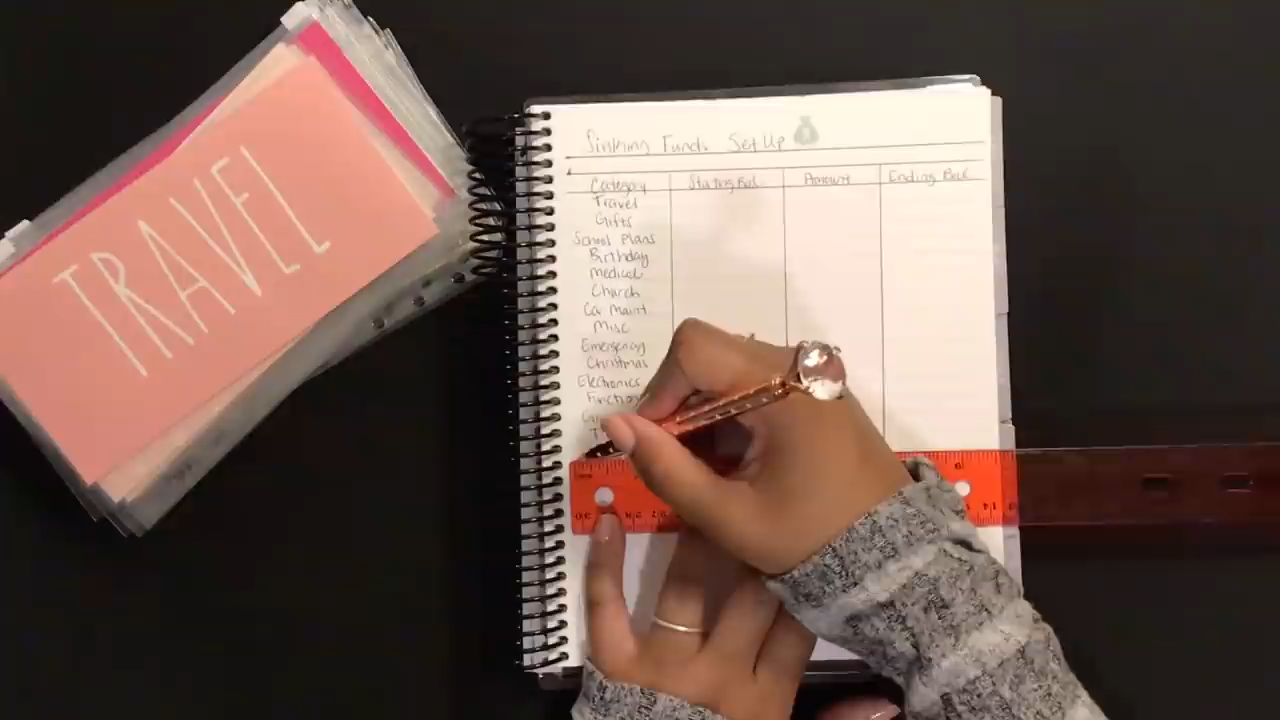 TRAVEL
Sinking Funds Set Up
Category Starting Bal. Amount Ending Bal.
Travel
Gifts
School Plans
Birthday
Medical
Church
Car Maint
Misc
Emergency
Christmas
Electronics